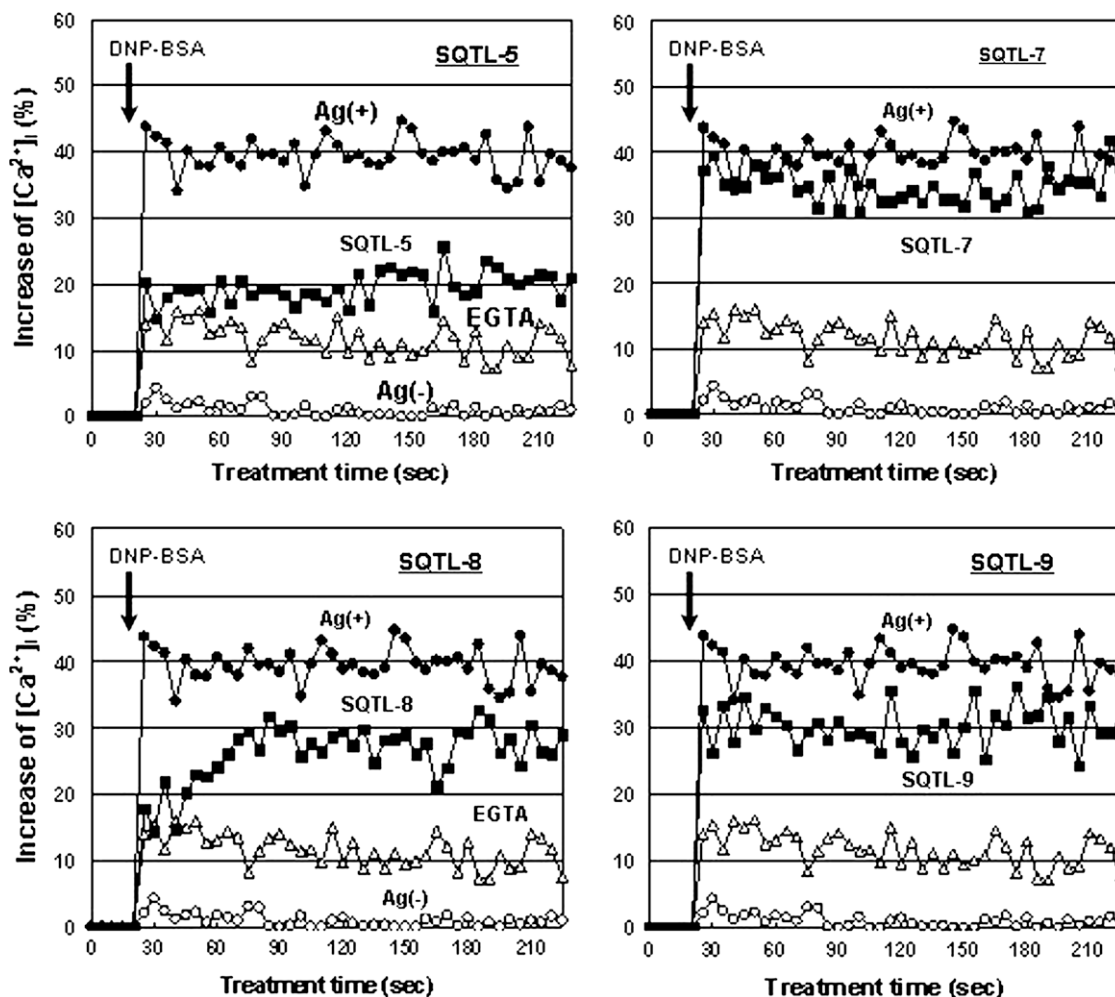 60
50
40
30
20
10
0
Increase of [Ca²⁺]ᵢ (%)
DNP-BSA
SQTL-5
Ag(+)
SQTL-5
EGTA
Ag(-)
0 30 60 90 120 150 180 210
Treatment time (sec)
60
50
40
30
20
10
0
DNP-BSA
SQTL-7
Ag(+)
SQTL-7
0 30 60 90 120 150 180 210
Treatment time (sec)
60
50
40
30
20
10
0
Increase of [Ca²⁺]ᵢ (%)
DNP-BSA
SQTL-8
Ag(+)
SQTL-8
EGTA
Ag(-)
0 30 60 90 120 150 180 210
Treatment time (sec)
60
50
40
30
20
10
0
DNP-BSA
SQTL-9
Ag(+)
SQTL-9
0 30 60 90 120 150 180 210
Treatment time (sec)